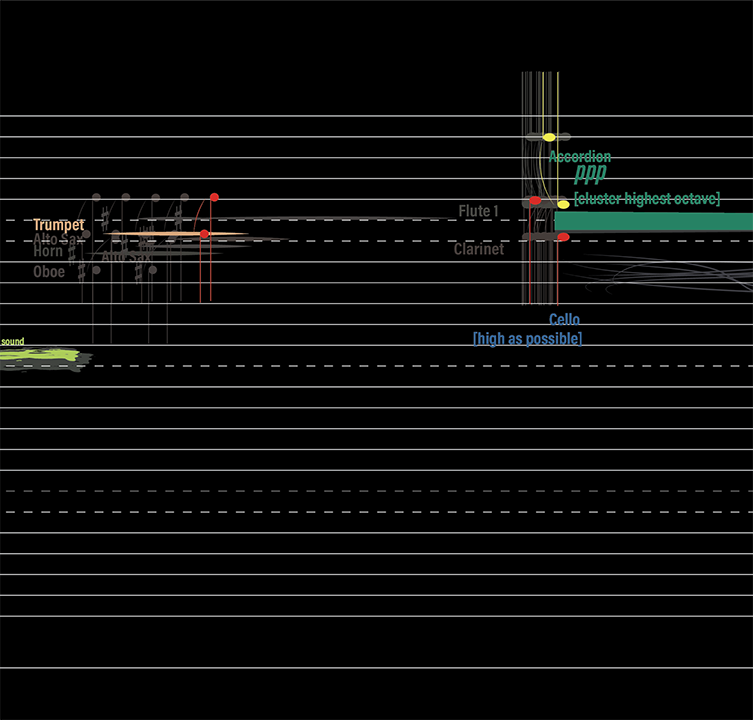 Accordion
ppp
[cluster highest octave]
Flute 1
Trumpet
Alto Sax
Horn
Alto Sax
Clarinet
Oboe
Cello
[high as possible]
sound